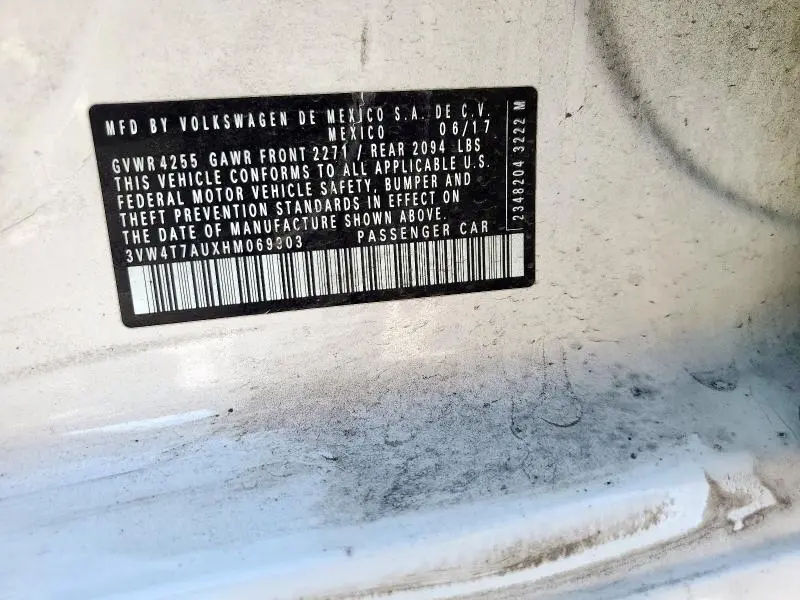 MFD BY VOLKSWAGEN DE MEXICO S.A. DE C.V.
MEXICO 06/17
GVWR 4255 GAWR FRONT 2271 / REAR 2094 LBS
THIS VEHICLE CONFORMS TO ALL APPLICABLE U.S.
FEDERAL MOTOR VEHICLE SAFETY, BUMPER AND
THEFT PREVENTION STANDARDS IN EFFECT ON
THE DATE OF MANUFACTURE SHOWN ABOVE.
3VW4T7AUXHM069303 PASSENGER CAR
2348204 3222 M